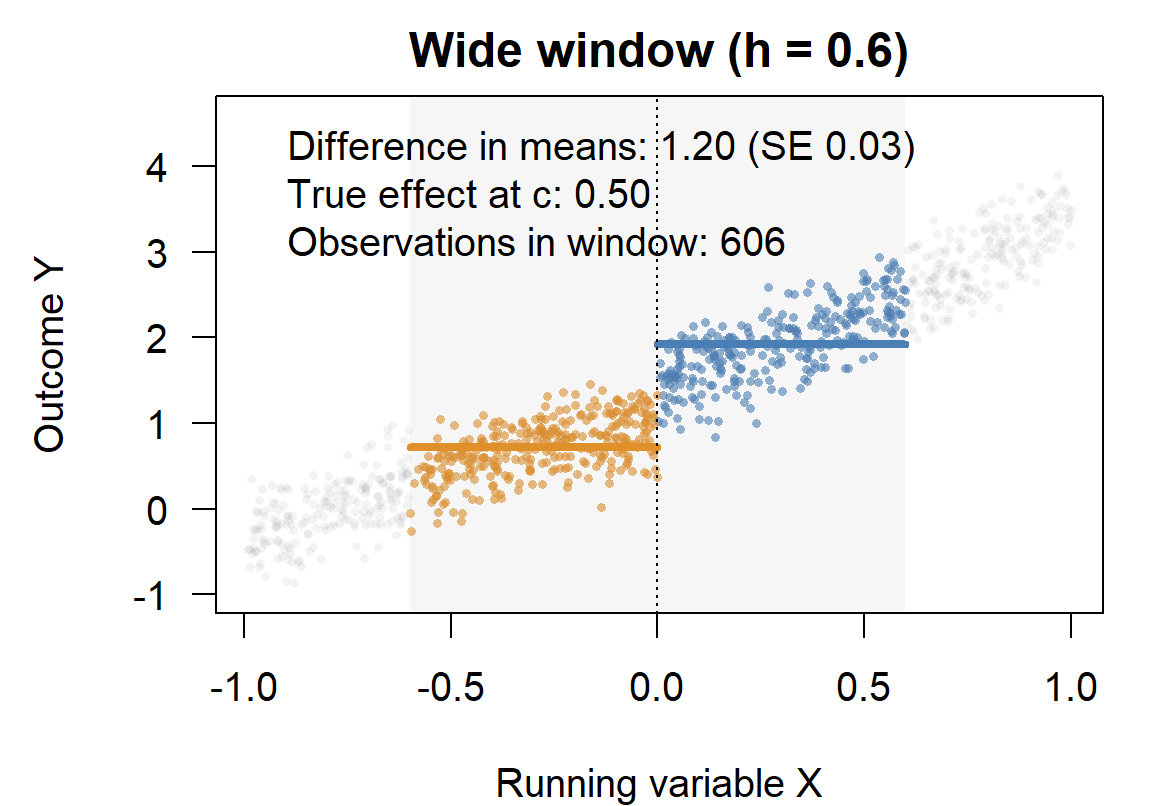 Wide window (h = 0.6)
Difference in means: 1.20 (SE 0.03)
True effect at c: 0.50
Observations in window: 606
4
3
2
1
0
-1
Outcome Y
-1.0 -0.5 0.0 0.5 1.0
Running variable X